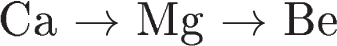 Ca → Mg → Be